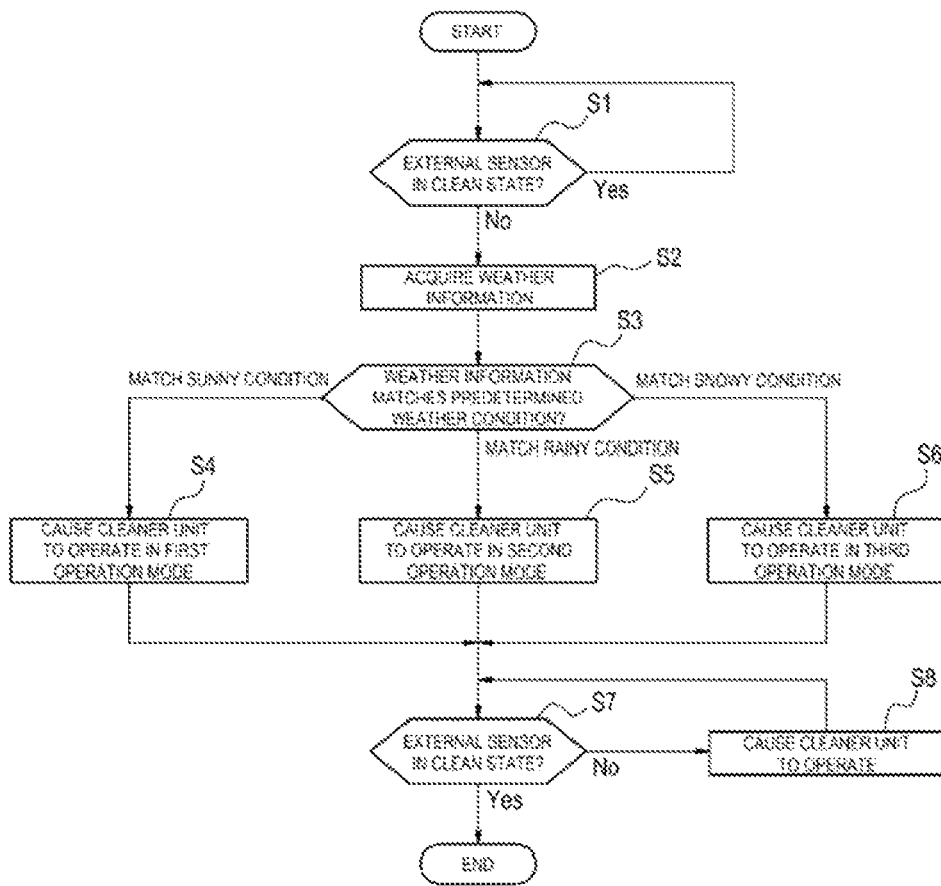 START
S1
EXTERNAL SENSOR
IN CLEAN STATE?
Yes
No
S2
ACQUIRE WEATHER
INFORMATION
S3
MATCH SUNNY CONDITION
WEATHER INFORMATION
MATCHES PREDETERMINED
WEATHER CONDITION?
MATCH SNOWY CONDITION
MATCH RAINY CONDITION
S4
S5
S6
CAUSE CLEANER UNIT
TO OPERATE IN FIRST
OPERATION MODE
CAUSE CLEANER UNIT
TO OPERATE IN SECOND
OPERATION MODE
CAUSE CLEANER UNIT
TO OPERATE IN THIRD
OPERATION MODE
S7
S8
EXTERNAL SENSOR
IN CLEAN STATE?
No
CAUSE CLEANER UNIT
TO OPERATE
Yes
END